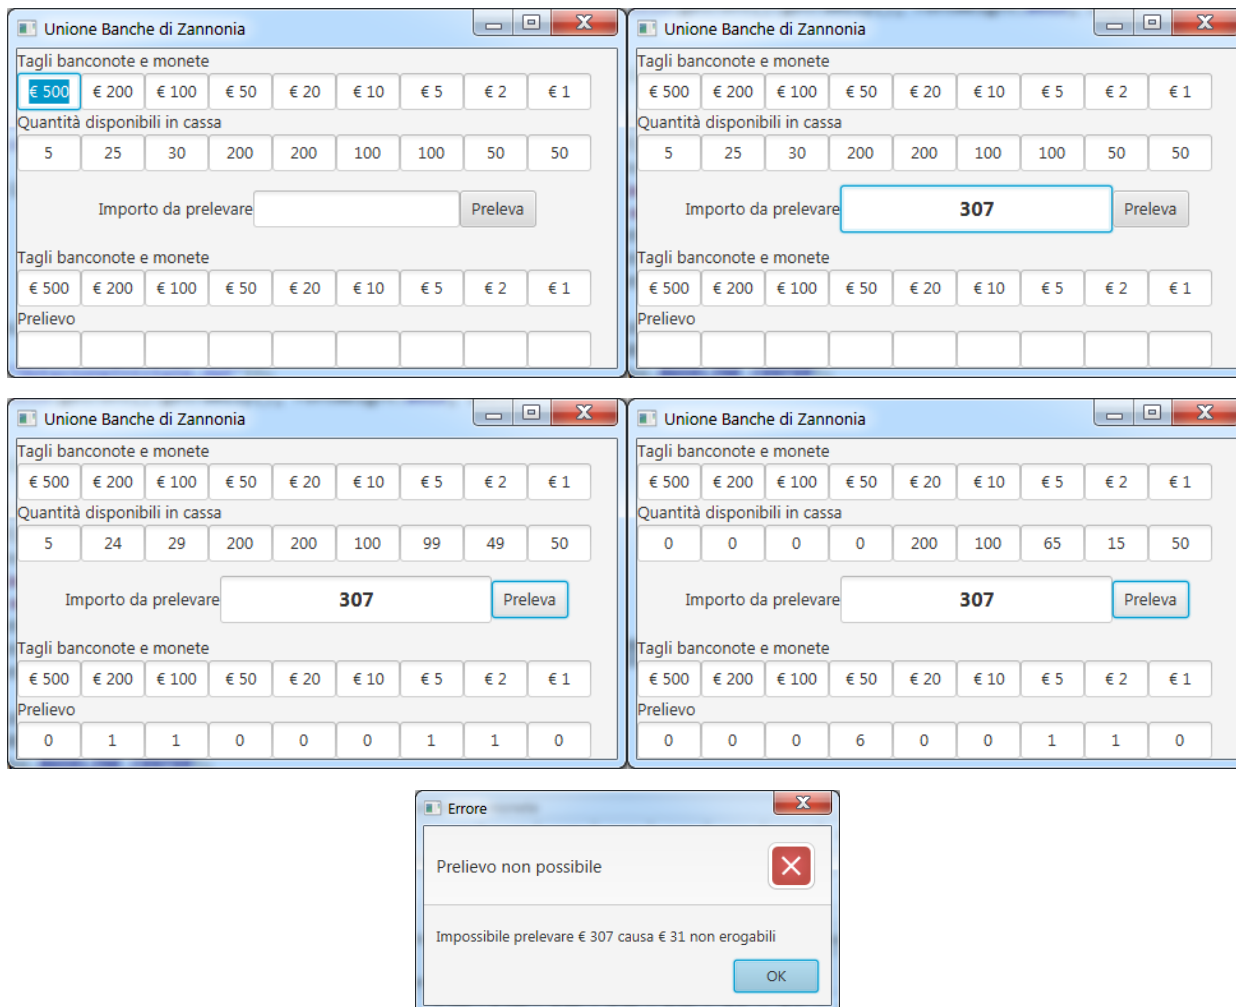 Unione Banche di Zannonia
Tagli banconote e monete
€ 500 € 200 € 100 € 50 € 20 € 10 € 5 € 2 € 1
Quantità disponibili in cassa
5 25 30 200 200 100 100 50 50
Importo da prelevare Preleva
Tagli banconote e monete
€ 500 € 200 € 100 € 50 € 20 € 10 € 5 € 2 € 1
Prelievo
Unione Banche di Zannonia
Tagli banconote e monete
€ 500 € 200 € 100 € 50 € 20 € 10 € 5 € 2 € 1
Quantità disponibili in cassa
5 25 30 200 200 100 100 50 50
Importo da prelevare 307 Preleva
Tagli banconote e monete
€ 500 € 200 € 100 € 50 € 20 € 10 € 5 € 2 € 1
Prelievo
Unione Banche di Zannonia
Tagli banconote e monete
€ 500 € 200 € 100 € 50 € 20 € 10 € 5 € 2 € 1
Quantità disponibili in cassa
5 24 29 200 200 100 99 49 50
Importo da prelevare 307 Preleva
Tagli banconote e monete
€ 500 € 200 € 100 € 50 € 20 € 10 € 5 € 2 € 1
Prelievo
0 1 1 0 0 0 1 1 0
Unione Banche di Zannonia
Tagli banconote e monete
€ 500 € 200 € 100 € 50 € 20 € 10 € 5 € 2 € 1
Quantità disponibili in cassa
0 0 0 0 200 100 65 15 50
Importo da prelevare 307 Preleva
Tagli banconote e monete
€ 500 € 200 € 100 € 50 € 20 € 10 € 5 € 2 € 1
Prelievo
0 0 0 6 0 0 1 1 0
Errore
Prelievo non possibile
Impossibile prelevare € 307 causa € 31 non erogabili
OK